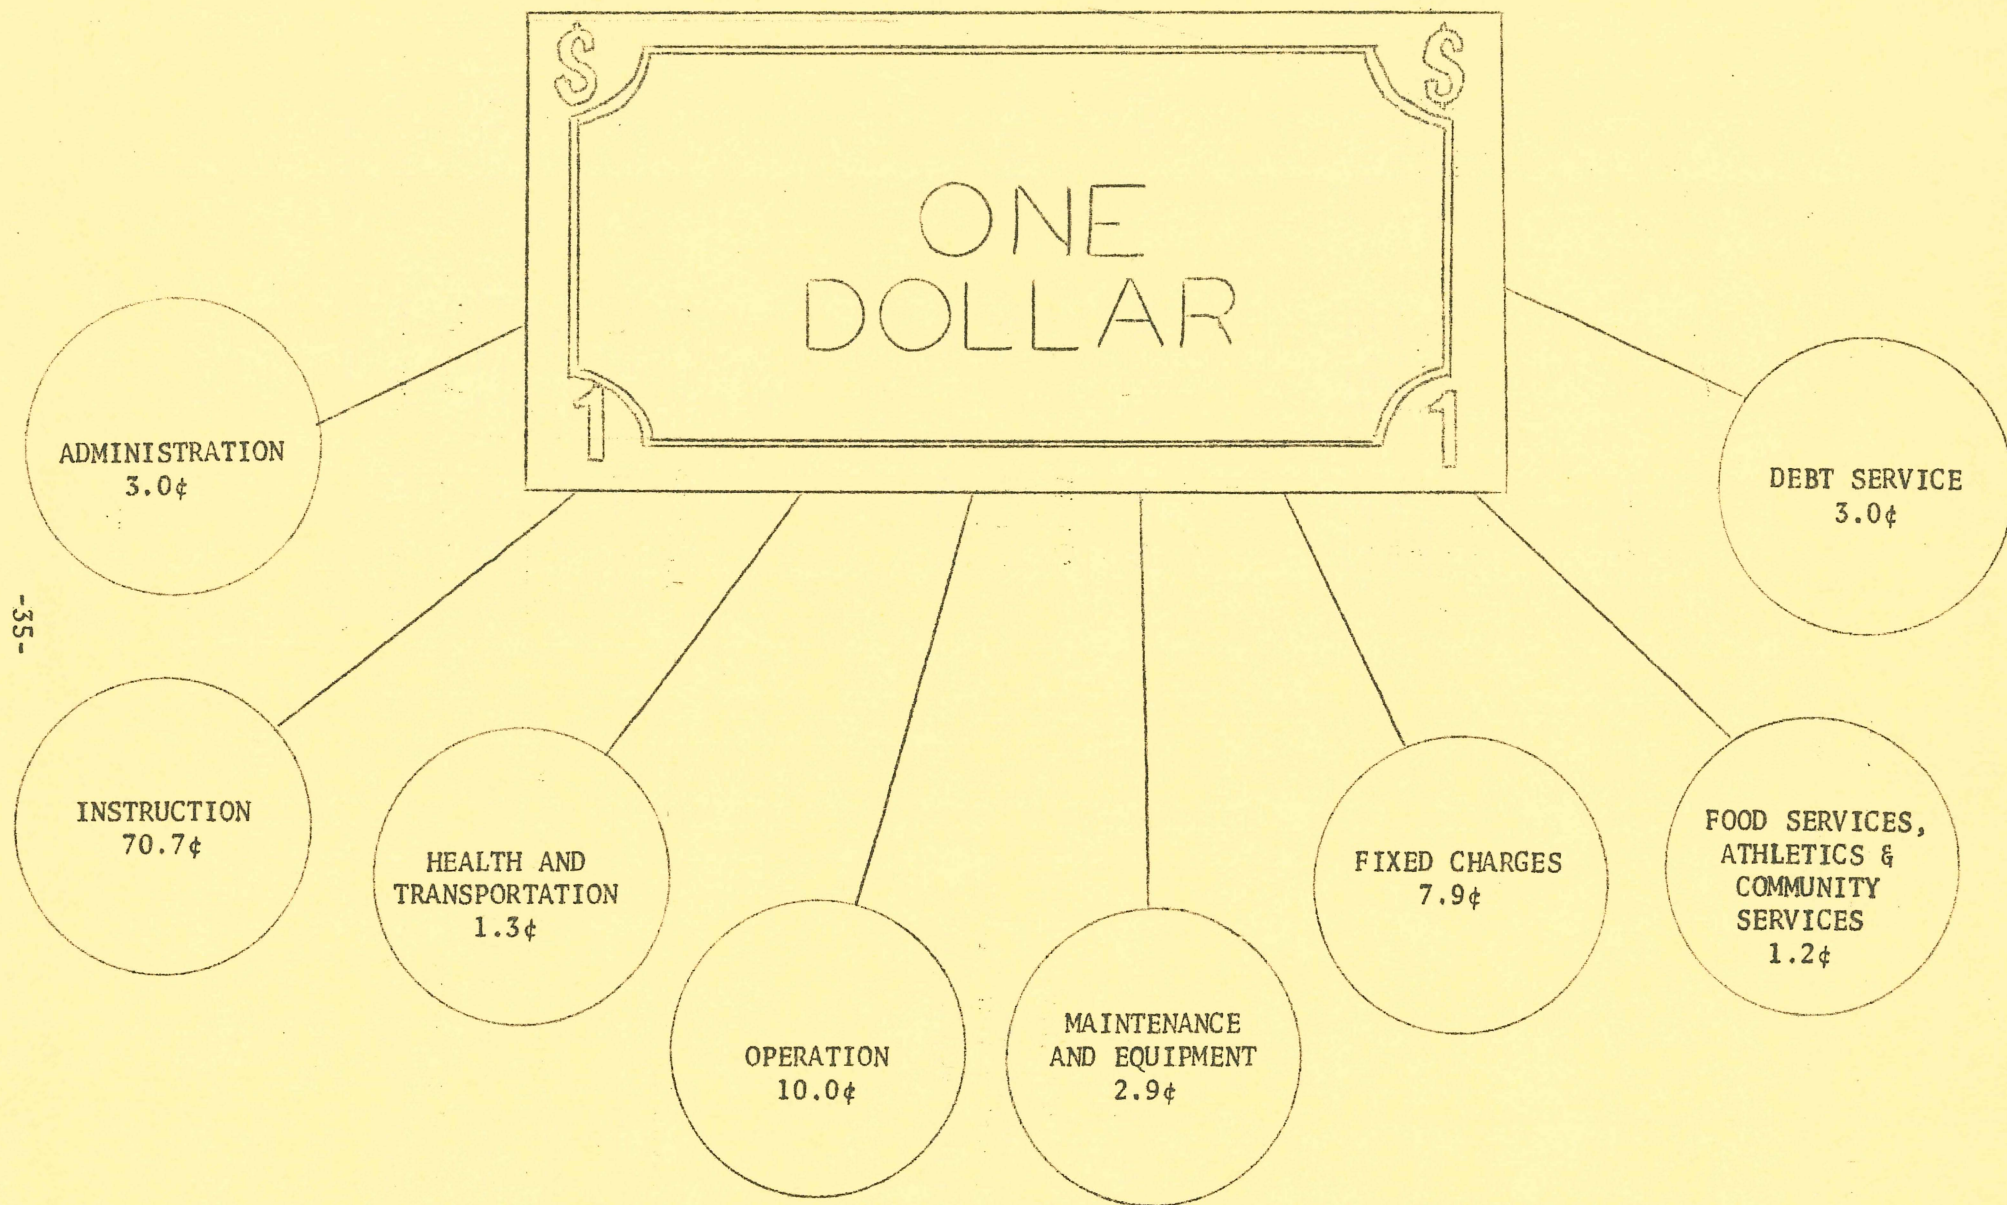 $ $
ONE
DOLLAR
1 1
ADMINISTRATION
3.0¢
DEBT SERVICE
3.0¢
-35-
INSTRUCTION
70.7¢
HEALTH AND
TRANSPORTATION
1.3¢
OPERATION
10.0¢
MAINTENANCE
AND EQUIPMENT
2.9¢
FIXED CHARGES
7.9¢
FOOD SERVICES,
ATHLETICS &
COMMUNITY
SERVICES
1.2¢